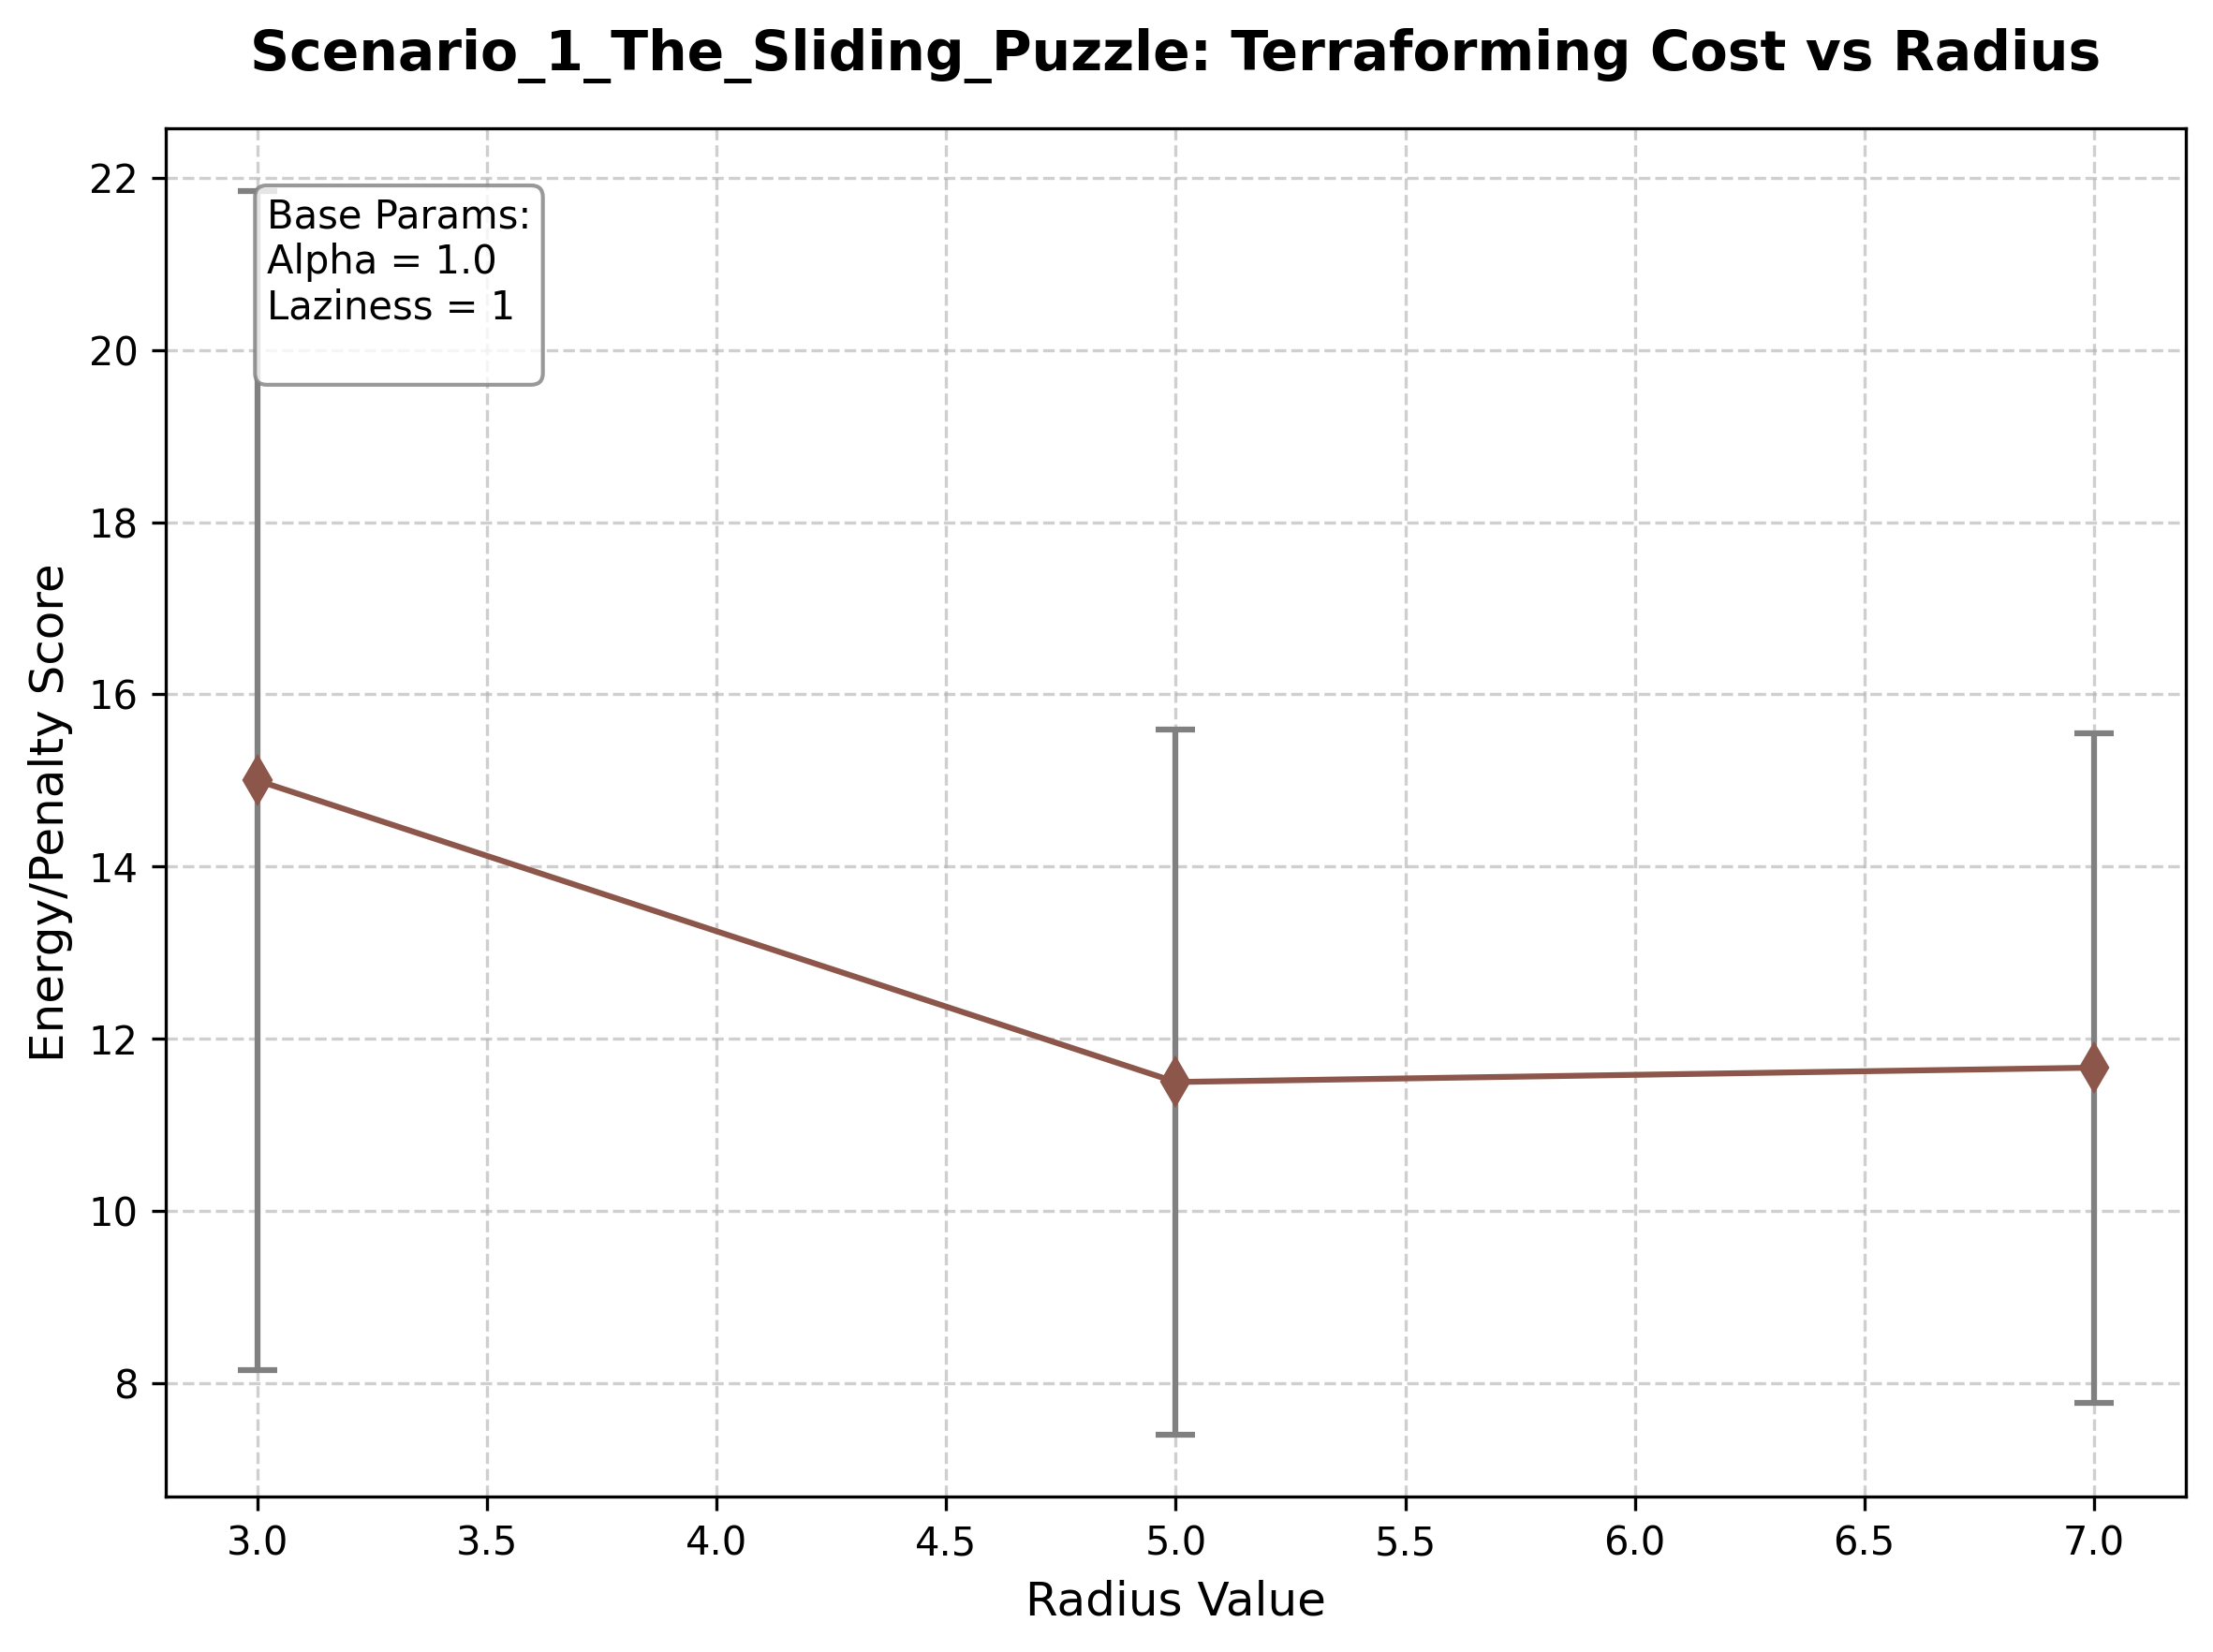 Scenario_1_The_Sliding_Puzzle: Terraforming Cost vs Radius
Base Params:
Alpha = 1.0
Laziness = 1
Energy/Penalty Score
22
20
18
16
14
12
10
8
3.0 3.5 4.0 4.5 5.0 5.5 6.0 6.5 7.0
Radius Value